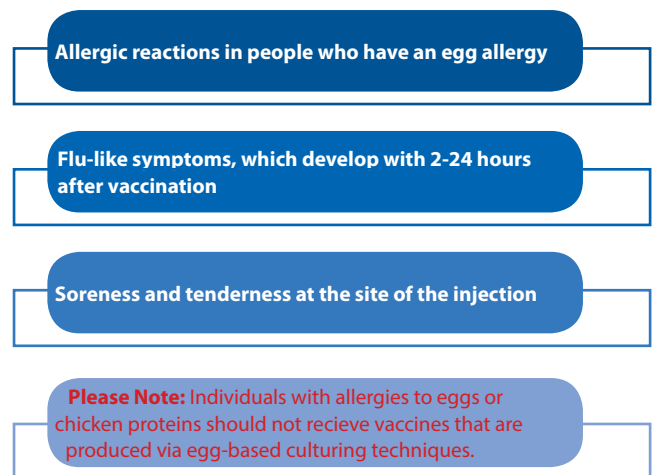 Allergic reactions in people who have an egg allergy
Flu-like symptoms, which develop with 2-24 hours
after vaccination
Soreness and tenderness at the site of the injection
Please Note: Individuals with allergies to eggs or
chicken proteins should not recieve vaccines that are
produced via egg-based culturing techniques.